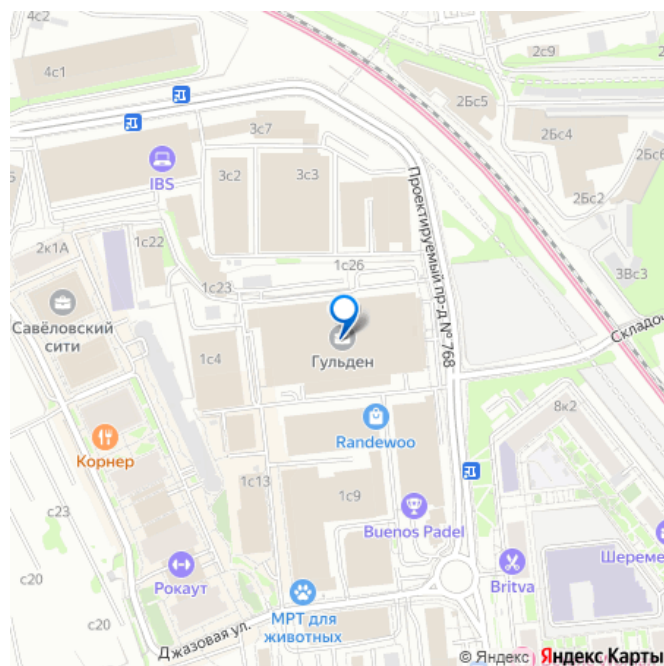 4с2
4с1
2с9
2Бс5
2Бс4
2Бс6
3с7
IBS
3с2
3с3
2Бс2
2к1А
1с22
1с26
3Вс3
1с23
Проектируемый пр-д № 768
Савёловский
сити
Гульден
1с4
Складоч
8к2
Randewoo
Корнер
1с13
1с9
с23
Buenos Padel
Шереме
с20
Рокаут
Britva
МРТ для
животных
с20
Джазовая ул.
© Яндекс Яндекс Карты